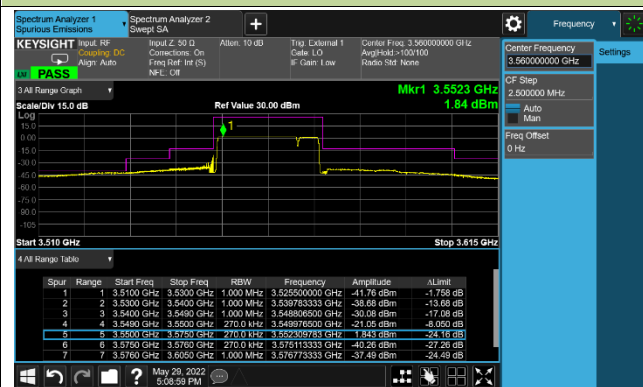 Spectrum Analyzer 1
Spurious Emissions
Spectrum Analyzer 2
Swept SA
Frequency
KEYSIGHT
Input: RF
Coupling: DC
Align: Auto
Input Z: 50 Ω
Corrections: On
Freq Ref: Int (S)
NFE: Off
Atten: 10 dB
Trig: External 1
Gate: LO
IF Gain: Low
Center Freq: 3.560000000 GHz
Avg|Hold:>100/100
Radio Std: None
LM PASS
Center Frequency
3.560000000 GHz
Settings
CF Step
2.500000 MHz
Auto
Man
Freq Offset
0 Hz
3 All Range Graph
Mkr1 3.5523 GHz
1.84 dBm
Scale/Div 15.0 dB
Ref Value 30.00 dBm
Log
15.0
0.00
-15.0
-30.0
-45.0
-60.0
-75.0
-90.0
-105
1
Start 3.510 GHz
Stop 3.615 GHz
4 All Range Table
Spur Range Start Freq Stop Freq RBW Frequency Amplitude ΔLimit
1 1 3.5100 GHz 3.5300 GHz 1.000 MHz 3.525500000 GHz -41.76 dBm -1.758 dB
2 2 3.5300 GHz 3.5400 GHz 1.000 MHz 3.539783333 GHz -38.68 dBm -13.68 dB
3 3 3.5400 GHz 3.5490 GHz 1.000 MHz 3.548806500 GHz -30.08 dBm -17.08 dB
4 4 3.5490 GHz 3.5500 GHz 270.0 kHz 3.549976500 GHz -21.05 dBm -8.050 dB
5 5 3.5500 GHz 3.5750 GHz 270.0 kHz 3.552309783 GHz 1.843 dBm -24.16 dB
6 6 3.5750 GHz 3.5760 GHz 270.0 kHz 3.575113333 GHz -40.26 dBm -27.26 dB
7 7 3.5760 GHz 3.6050 GHz 1.000 MHz 3.576773333 GHz -37.49 dBm -24.49 dB
May 29, 2022
5:08:59 PM